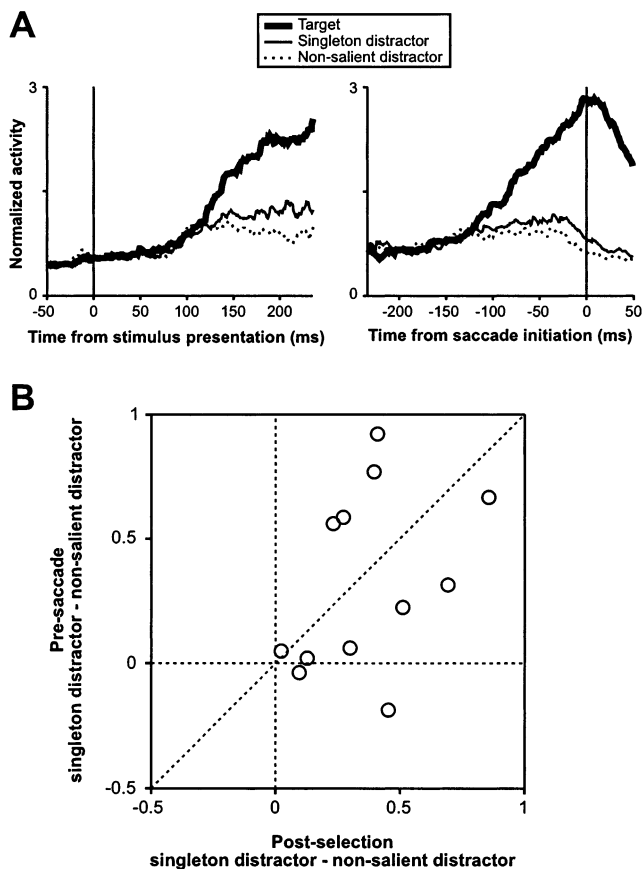 A
Target
Singleton distractor
Non-salient distractor
Normalized activity
3
1
0
-50 0 50 100 150 200
Time from stimulus presentation (ms)
3
1
0
-200 -150 -100 -50 0 50
Time from saccade initiation (ms)
B
Pre-saccade
singleton distractor - non-salient distractor
1
0.5
0
-0.5
-0.5 0 0.5 1
Post-selection
singleton distractor - non-salient distractor